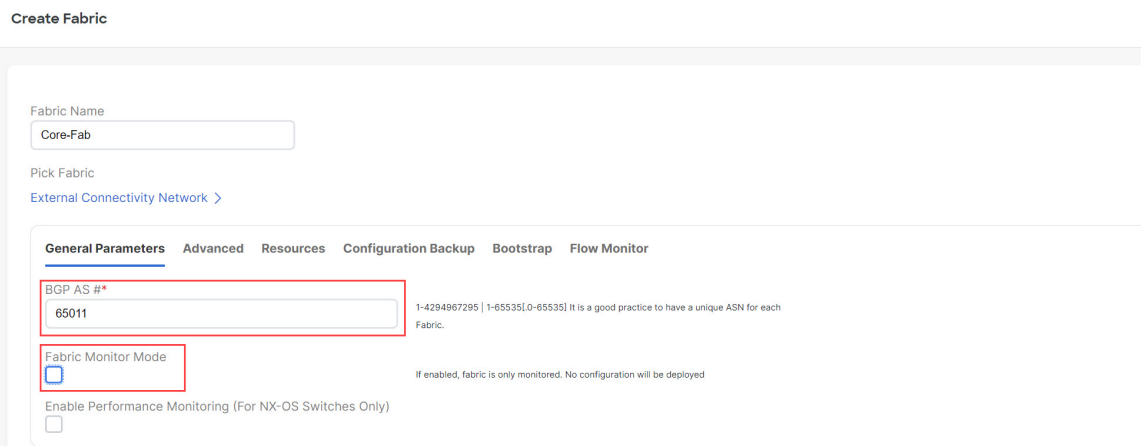 Create Fabric
Fabric Name
Core-Fab
Pick Fabric
External Connectivity Network >
General Parameters Advanced Resources Configuration Backup Bootstrap Flow Monitor
BGP AS #*
65011
1-4294967295 | 1-65535[.0-65535] It is a good practice to have a unique ASN for each
Fabric.
Fabric Monitor Mode
If enabled, fabric is only monitored. No configuration will be deployed
Enable Performance Monitoring (For NX-OS Switches Only)